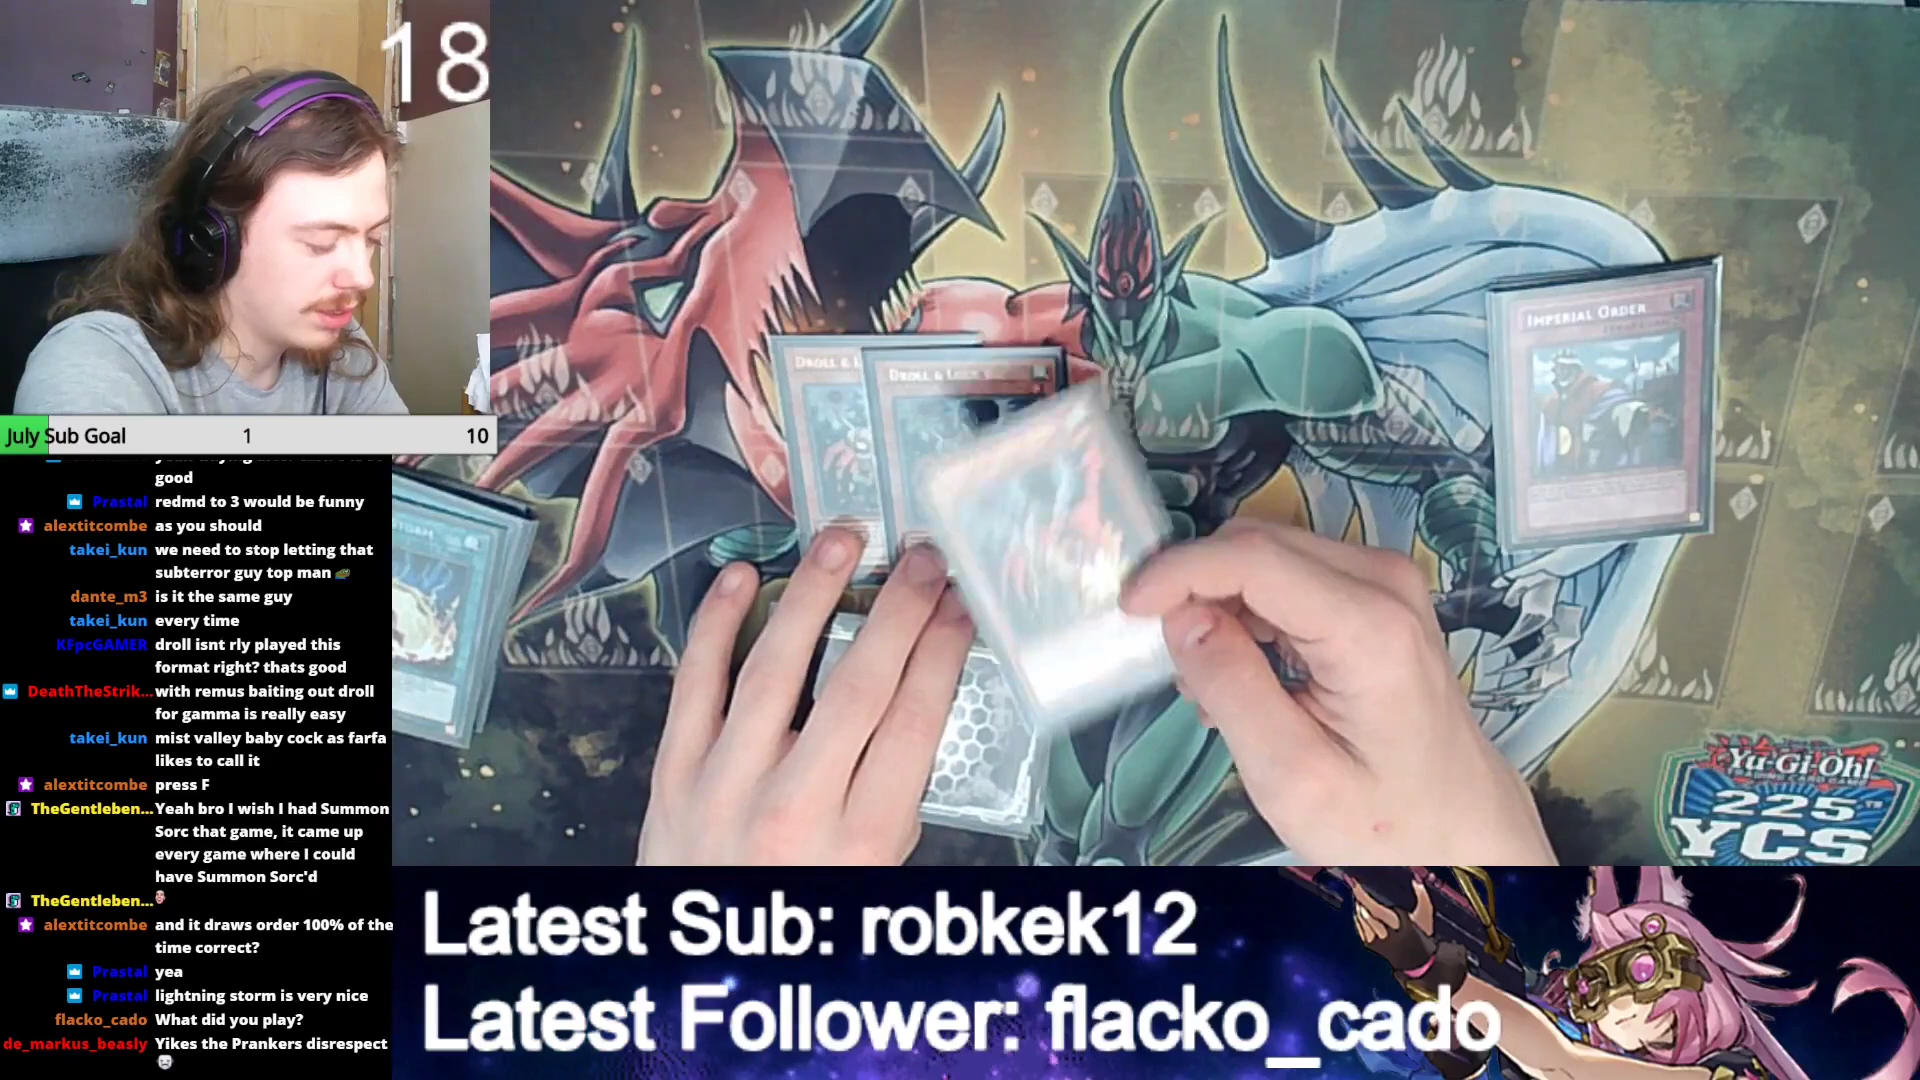 18
July Sub Goal 1 10
good
Prastal redmd to 3 would be funny
alextitcombe as you should
takei_kun we need to stop letting that
subterror guy top man
dante_m3 is it the same guy
takei_kun every time
KFpcGAMER droll isnt rly played this
format right? thats good
DeathTheStrik... with remus baiting out droll
for gamma is really easy
takei_kun mist valley baby cock as farfa
likes to call it
alextitcombe press F
TheGentleben... Yeah bro I wish I had Summon
Sorc that game, it came up
every game where I could
have Summon Sorc'd
TheGentleben...
alextitcombe and it draws order 100% of the
time correct?
Prastal yea
Prastal lightning storm is very nice
flacko_cado What did you play?
de_markus_beasly Yikes the Prankers disrespect
DROLL & L
DROLL & LOCK
IMPERIAL ORDER
Yu-Gi-Oh!
225
YCS
Latest Sub: robkek12
Latest Follower: flacko_cado